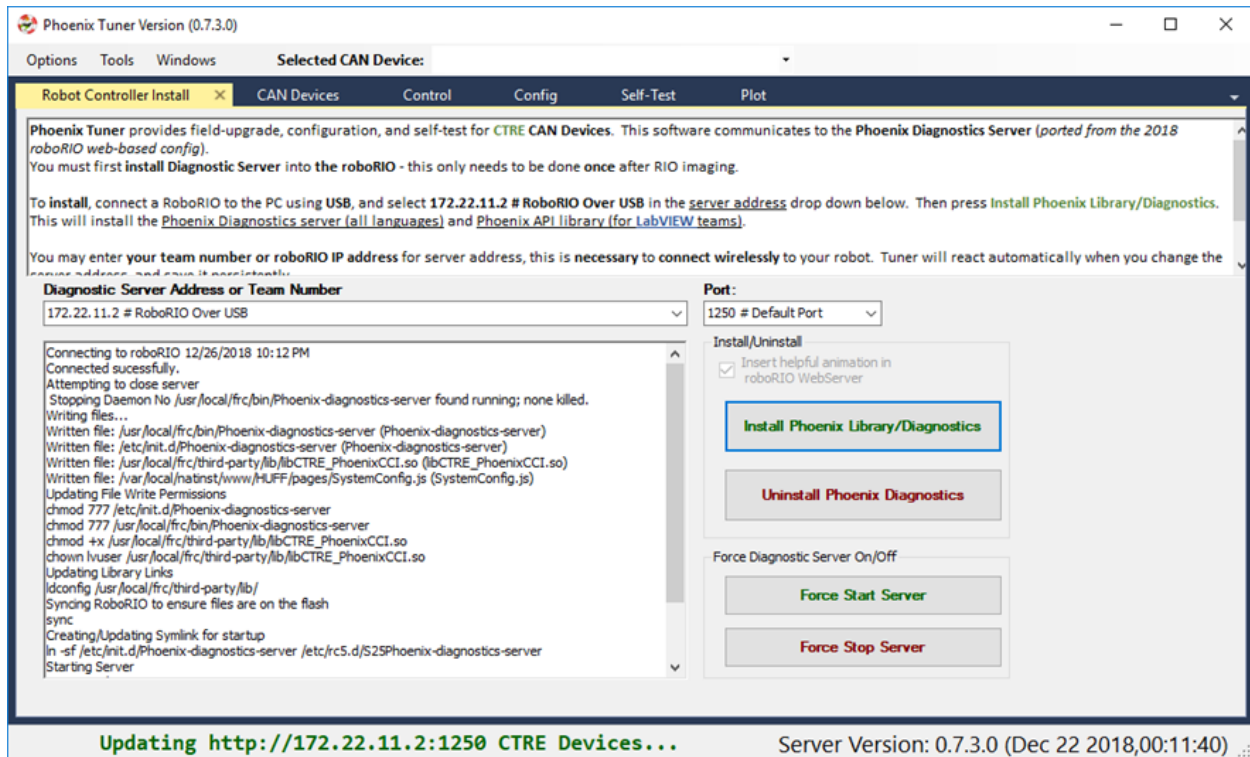 Phoenix Tuner Version (0.7.3.0)
Options Tools Windows Selected CAN Device:
Robot Controller Install CAN Devices Control Config Self-Test Plot
Phoenix Tuner provides field-upgrade, configuration, and self-test for CTRE CAN Devices. This software communicates to the Phoenix Diagnostics Server (ported from the 2018
roboRIO web-based config).
You must first install Diagnostic Server into the roboRIO - this only needs to be done once after RIO imaging.
To install, connect a RoboRIO to the PC using USB, and select 172.22.11.2 # RoboRIO Over USB in the server address drop down below. Then press Install Phoenix Library/Diagnostics.
This will install the Phoenix Diagnostics server (all languages) and Phoenix API library (for LabVIEW teams).
You may enter your team number or roboRIO IP address for server address, this is necessary to connect wirelessly to your robot. Tuner will react automatically when you change the
server address, and save it persistently.
Diagnostic Server Address or Team Number
172.22.11.2 # RoboRIO Over USB
Port:
1250 # Default Port
Connecting to roboRIO 12/26/2018 10:12 PM
Connected sucessfully.
Attempting to close server
Stopping Daemon No /usr/local/frc/bin/Phoenix-diagnostics-server found running; none killed.
Writing files...
Written file: /usr/local/frc/bin/Phoenix-diagnostics-server (Phoenix-diagnostics-server)
Written file: /etc/init.d/Phoenix-diagnostics-server (Phoenix-diagnostics-server)
Written file: /usr/local/frc/third-party/lib/libCTRE_PhoenixCCI.so (libCTRE_PhoenixCCI.so)
Written file: /var/local/natinst/www/HUFF/pages/SystemConfig.js (SystemConfig.js)
Updating File Write Permissions
chmod 777 /etc/init.d/Phoenix-diagnostics-server
chmod 777 /usr/local/frc/bin/Phoenix-diagnostics-server
chmod +x /usr/local/frc/third-party/lib/libCTRE_PhoenixCCI.so
chown lvuser /usr/local/frc/third-party/lib/libCTRE_PhoenixCCI.so
Updating Library Links
ldconfig /usr/local/frc/third-party/lib/
Syncing RoboRIO to ensure files are on the flash
sync
Creating/Updating Symlink for startup
ln -sf /etc/init.d/Phoenix-diagnostics-server /etc/rc5.d/S25Phoenix-diagnostics-server
Starting Server
Install/Uninstall
Insert helpful animation in
roboRIO WebServer
Install Phoenix Library/Diagnostics
Uninstall Phoenix Diagnostics
Force Diagnostic Server On/Off
Force Start Server
Force Stop Server
Updating http://172.22.11.2:1250 CTRE Devices...
Server Version: 0.7.3.0 (Dec 22 2018,00:11:40)